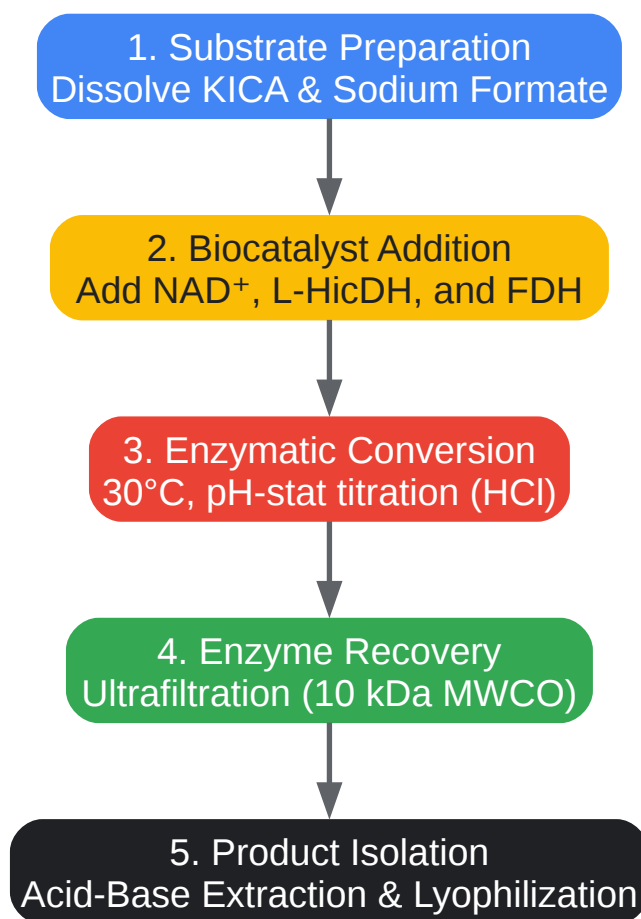 1. Substrate Preparation
Dissolve KICA & Sodium Formate
2. Biocatalyst Addition
Add NAD⁺, L-HicDH, and FDH
3. Enzymatic Conversion
30°C, pH-stat titration (HCl)
4. Enzyme Recovery
Ultrafiltration (10 kDa MWCO)
5. Product Isolation
Acid-Base Extraction & Lyophilization